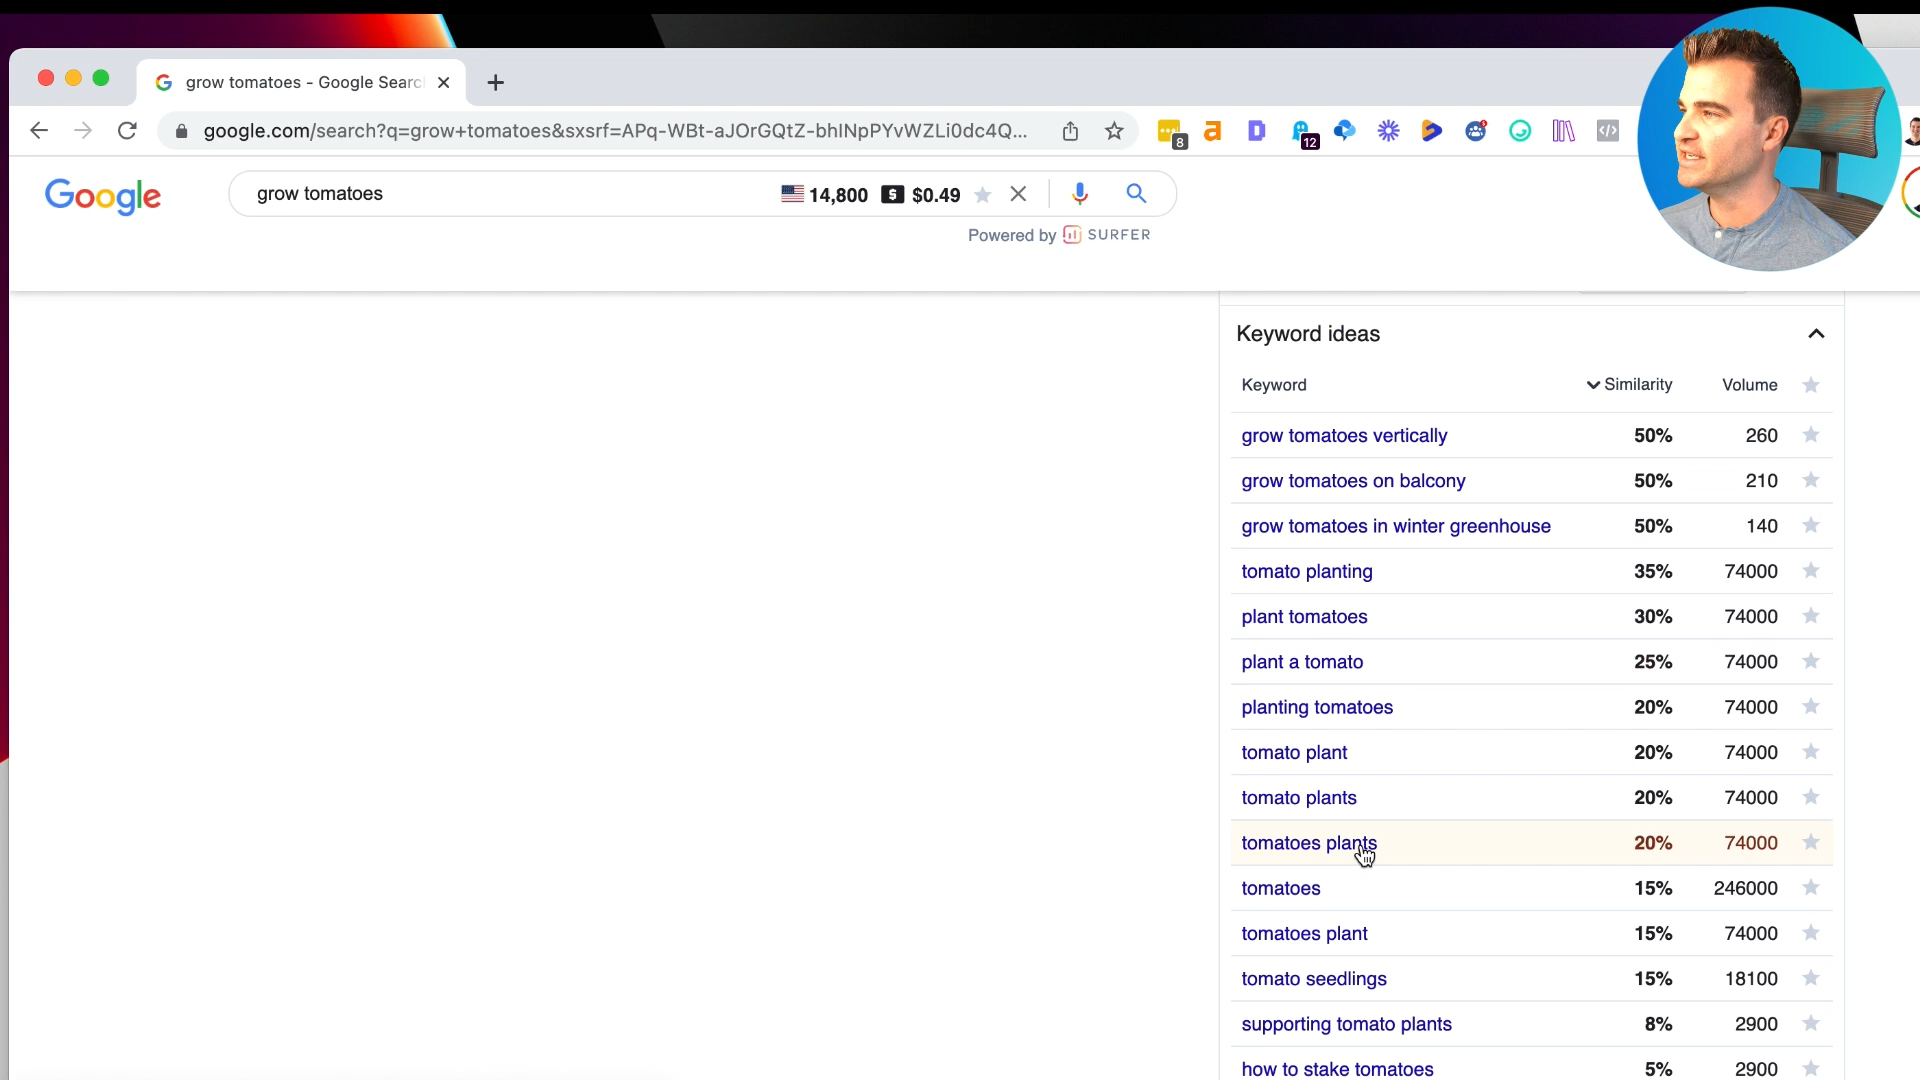 grow tomatoes - Google Searc
google.com/search?q=grow+tomatoes&sxsrf=APq-WBt-aJOrGQtZ-bhlNpPYvWZLi0dc4Q...
8
12
Google
grow tomatoes
14,800 $ $0.49
Powered by SURFER
Keyword ideas
Keyword Similarity Volume
grow tomatoes vertically 50% 260
grow tomatoes on balcony 50% 210
grow tomatoes in winter greenhouse 50% 140
tomato planting 35% 74000
plant tomatoes 30% 74000
plant a tomato 25% 74000
planting tomatoes 20% 74000
tomato plant 20% 74000
tomato plants 20% 74000
tomatoes plants 20% 74000
tomatoes 15% 246000
tomatoes plant 15% 74000
tomato seedlings 15% 18100
supporting tomato plants 8% 2900
how to stake tomatoes 5% 2900